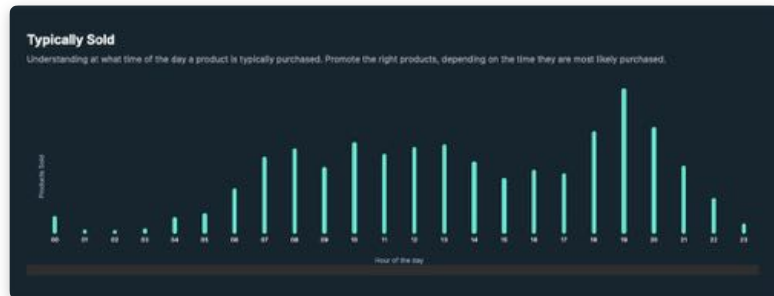 Typically Sold
Understanding at what time of the day a product is typically purchased. Promote the right products, depending on the time they are most likely purchased.
Products Sold
00 01 02 03 04 05 06 07 08 09 10 11 12 13 14 15 16 17 18 19 20 21 22 23
Hour of the day